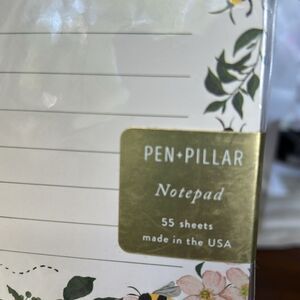 PEN+PILLAR
Notepad
55 sheets
made in the USA